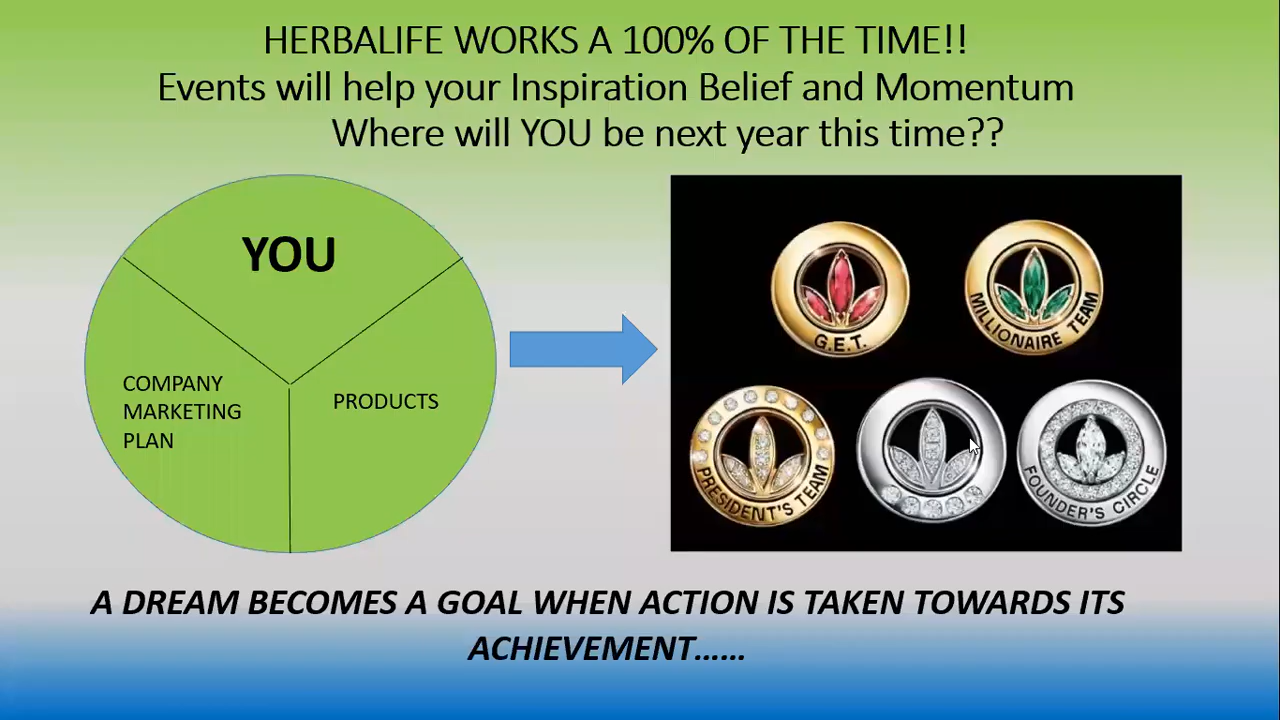 HERBALIFE WORKS A 100% OF THE TIME!!
Events will help your Inspiration Belief and Momentum
Where will YOU be next year this time??
YOU
COMPANY
MARKETING
PLAN
PRODUCTS
G.E.T.
MILLIONAIRE TEAM
PRESIDENT'S TEAM
FOUNDER'S CIRCLE
A DREAM BECOMES A GOAL WHEN ACTION IS TAKEN TOWARDS ITS
ACHIEVEMENT......